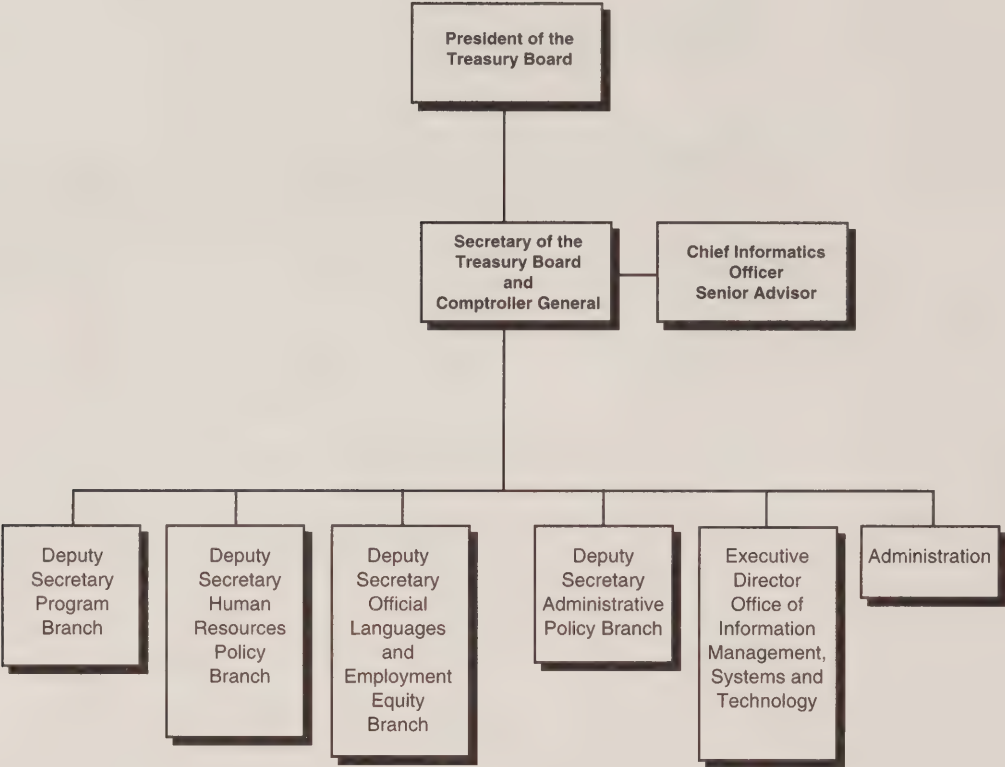 President of the
Treasury Board
Secretary of the
Treasury Board
and
Comptroller General
Chief Informatics
Officer
Senior Advisor
Deputy
Secretary
Program
Branch
Deputy
Secretary
Human
Resources
Policy
Branch
Deputy
Secretary
Official
Languages
and
Employment
Equity
Branch
Deputy
Secretary
Administrative
Policy Branch
Executive
Director
Office of
Information
Management,
Systems and
Technology
Administration